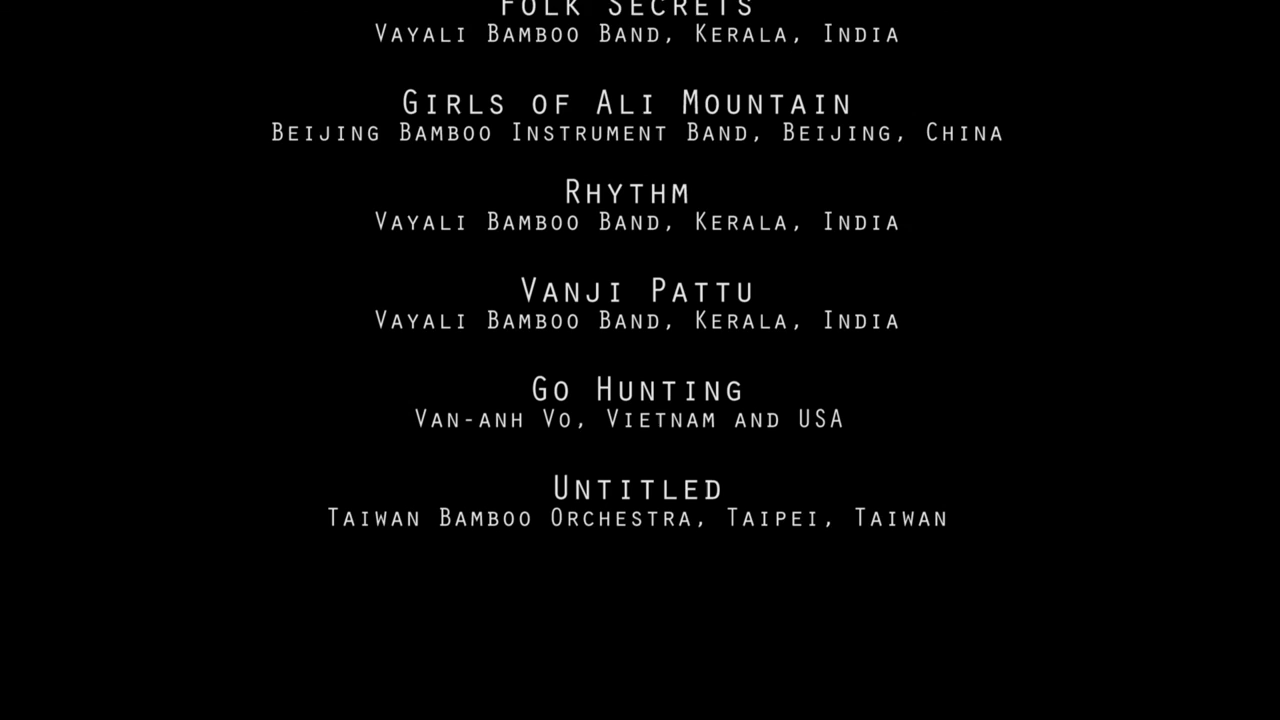 Folk Secrets
Vayali Bamboo Band, Kerala, India
Girls of Ali Mountain
Beijing Bamboo Instrument Band, Beijing, China
Rhythm
Vayali Bamboo Band, Kerala, India
Vanji Pattu
Vayali Bamboo Band, Kerala, India
Go Hunting
Van-anh Vo, Vietnam and USA
Untitled
Taiwan Bamboo Orchestra, Taipei, Taiwan